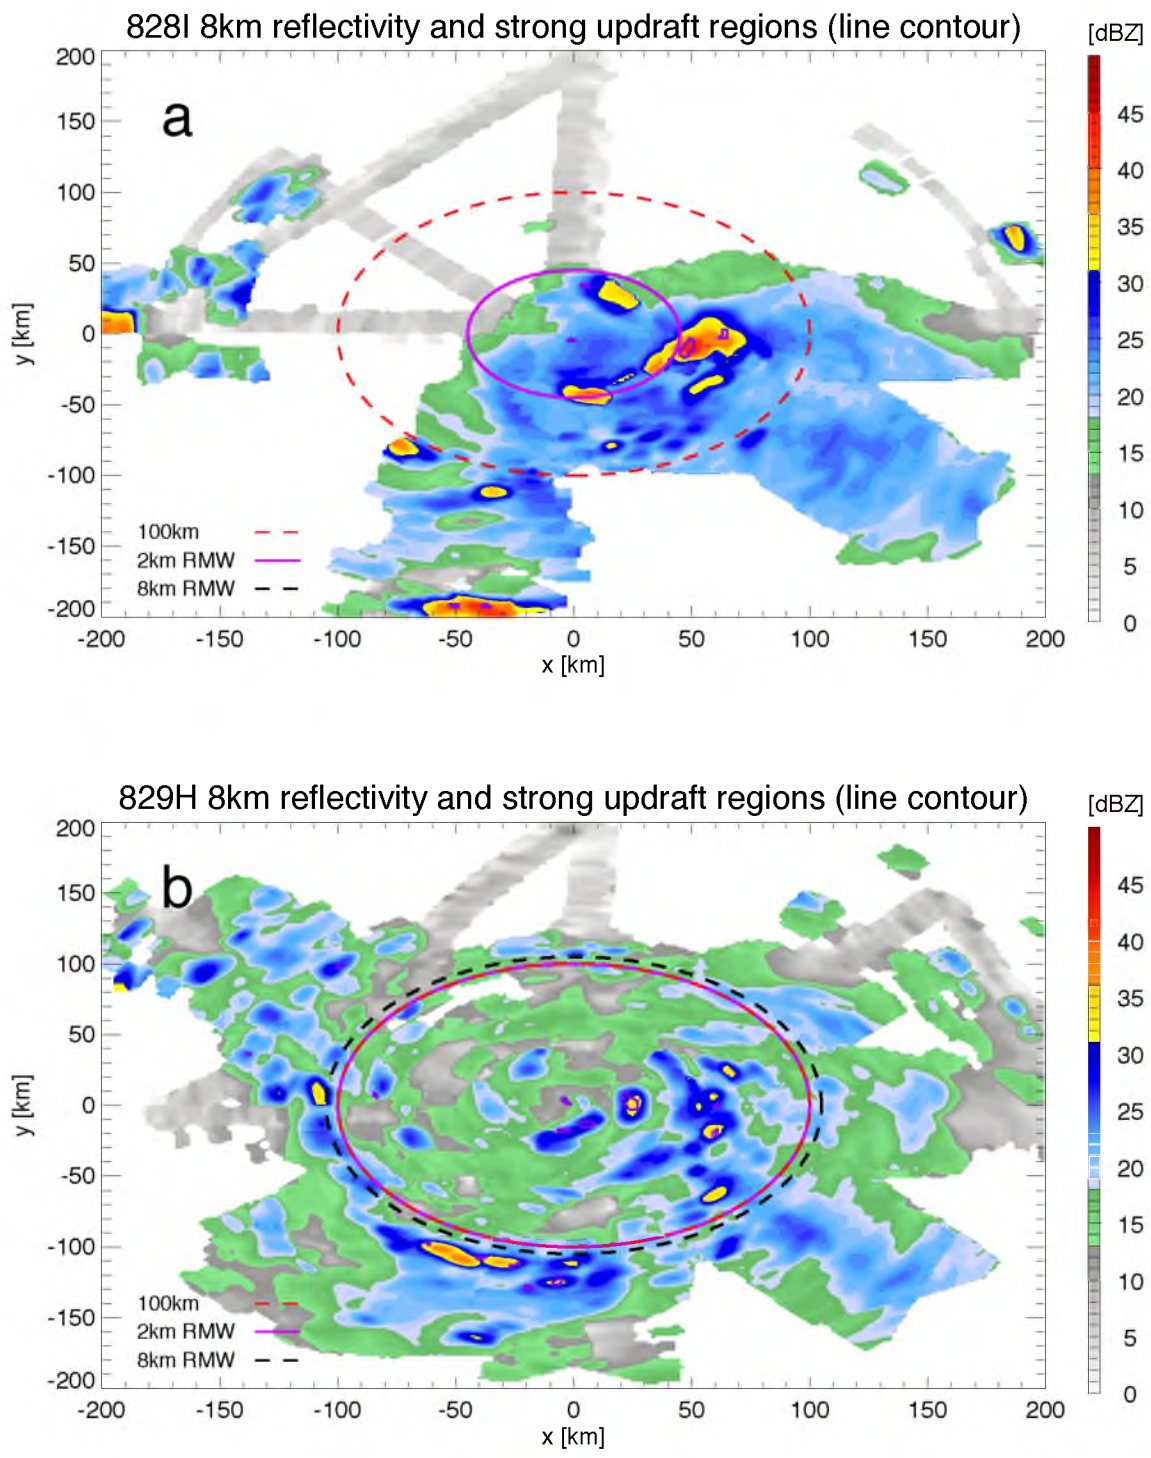 828I 8km reflectivity and strong updraft regions (line contour)
[dBZ]
a
200
150
100
50
0
-50
-100
-150
-200
y [km]
100km
2km RMW
8km RMW
-200 -150 -100 -50 0 50 100 150 200
x [km]
45
40
35
30
25
20
15
10
5
0
829H 8km reflectivity and strong updraft regions (line contour)
[dBZ]
b
200
150
100
50
0
-50
-100
-150
-200
y [km]
100km
2km RMW
8km RMW
-200 -150 -100 -50 0 50 100 150 200
x [km]
45
40
35
30
25
20
15
10
5
0